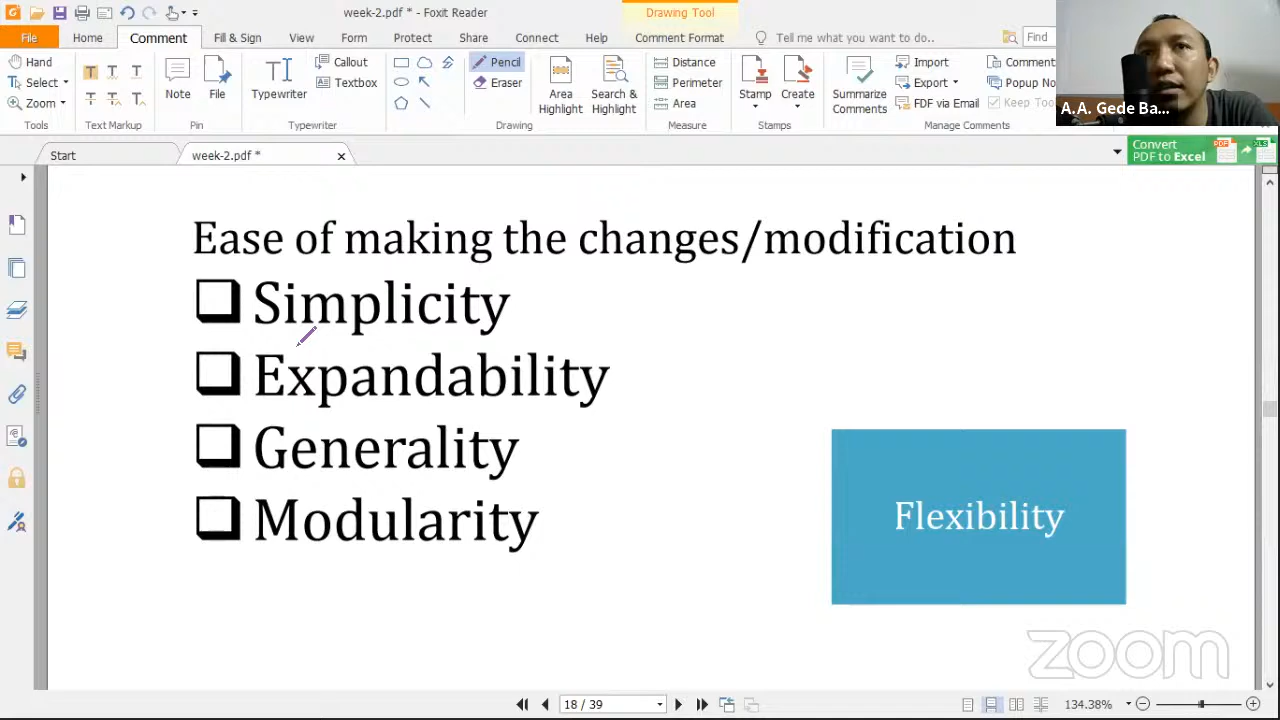 week-2.pdf * - Foxit Reader
Drawing Tool
File Home Comment Fill & Sign View Form Protect Share Connect Help Comment Format Tell me what you want to do.. Find
Hand
Select
Zoom
Tools
Text Markup
Note
File
Pin
Typewriter
Callout
Textbox
Typewriter
Pencil
Eraser
Area Highlight
Search & Highlight
Drawing
Distance
Perimeter
Area
Measure
Stamp
Create
Stamps
Summarize Comments
Import
Export
FDF via Email
Comment
Popup No
Keep
Manage Comments
A.A. Gede Ba...
Start
week-2.pdf *
Convert
PDF to Excel
Ease of making the changes/modification
Simplicity
Expandability
Generality
Modularity
Flexibility
zoom
18 / 39
134.38%